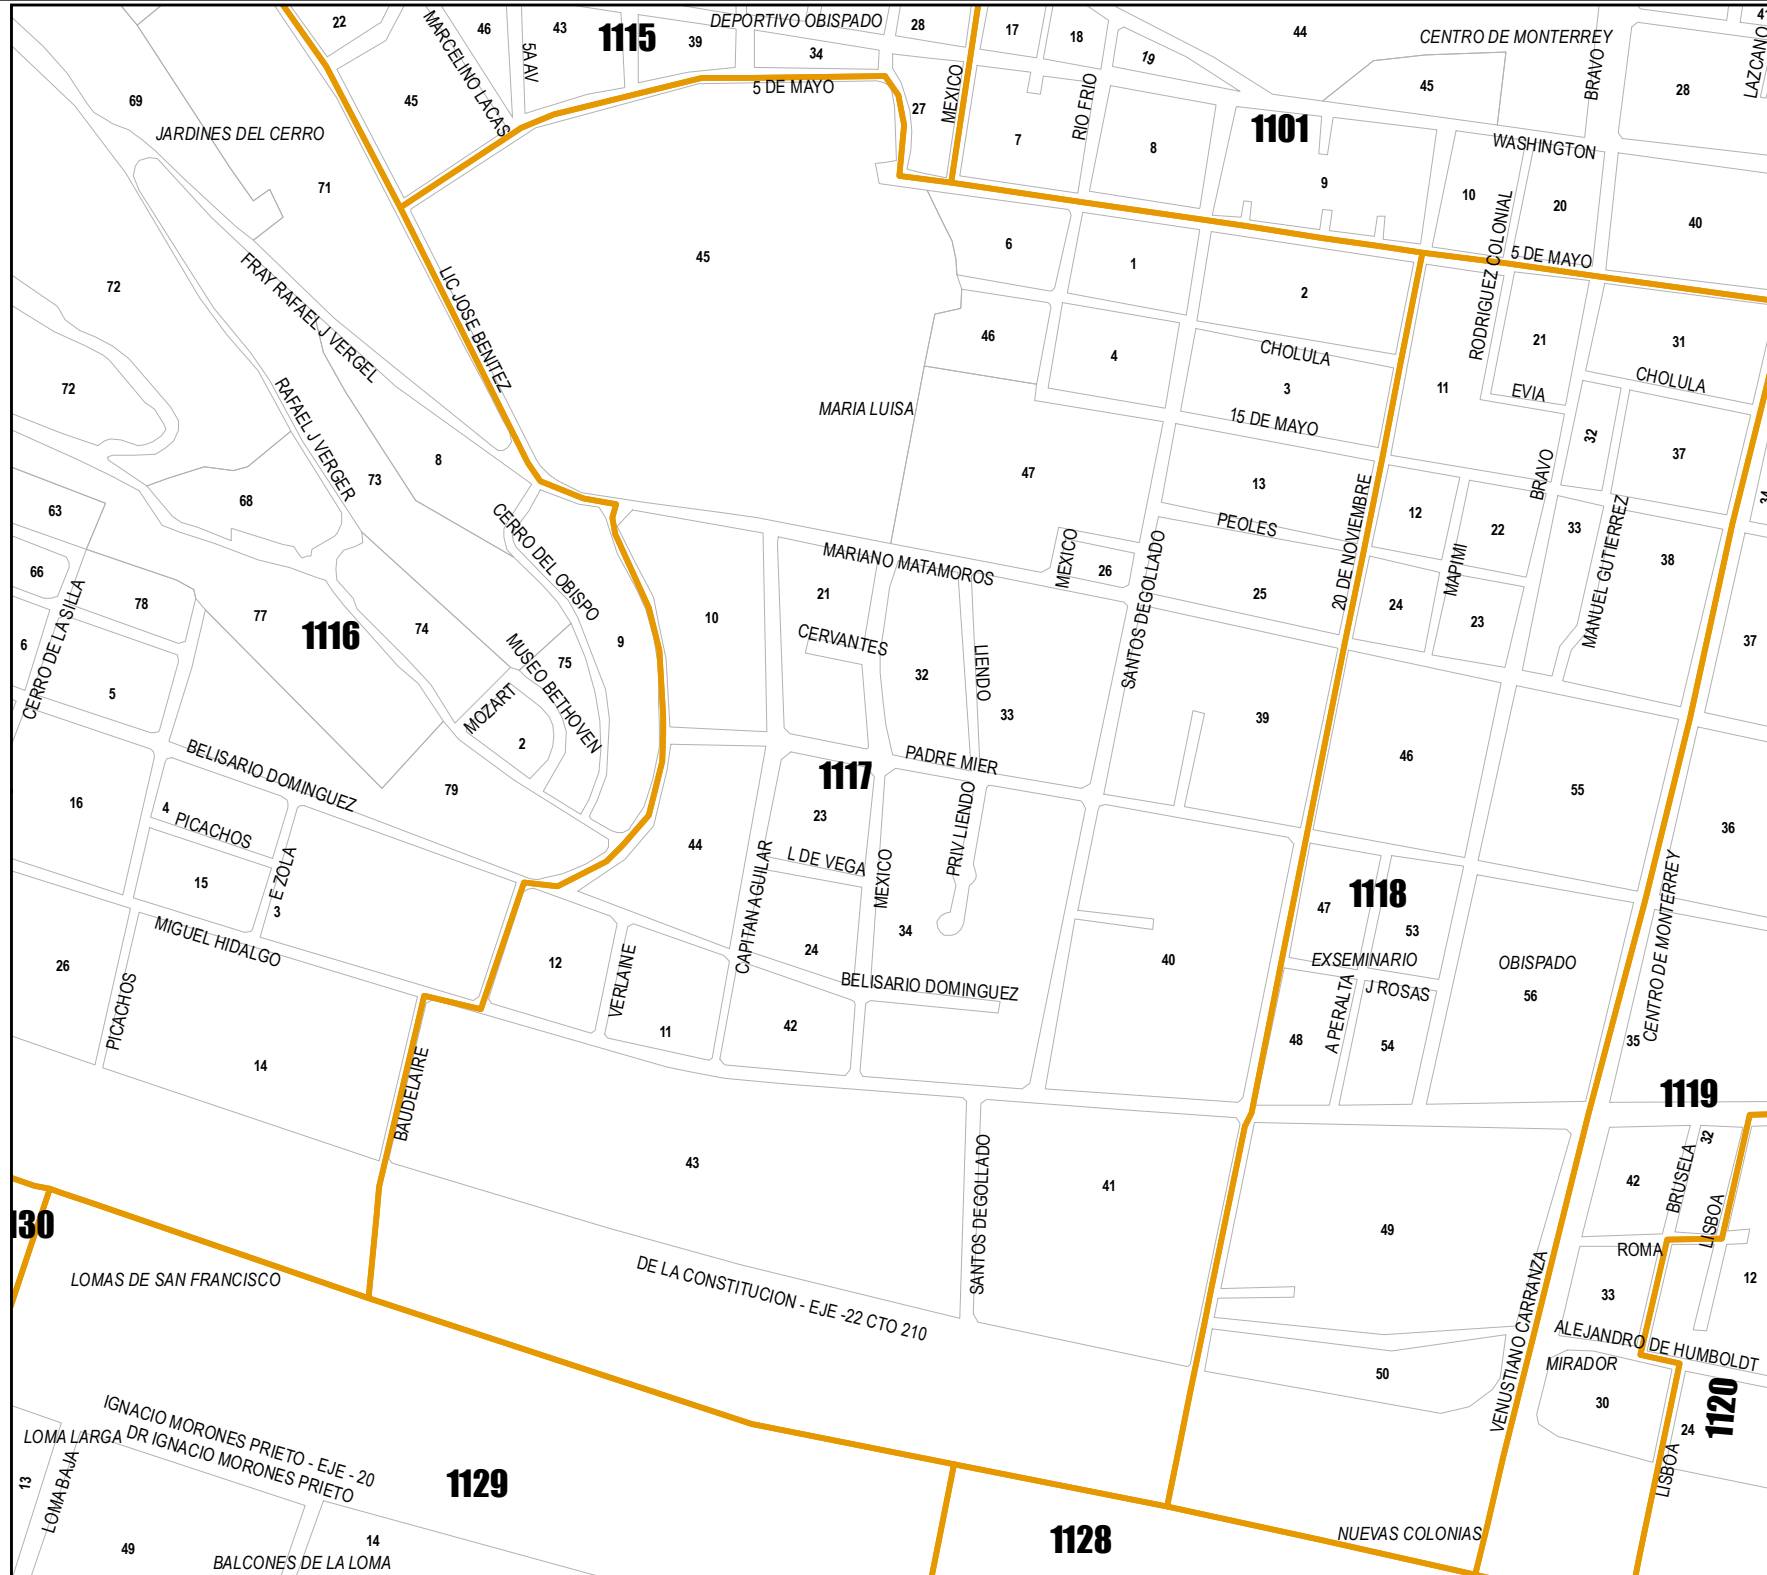 22
MARCELINO LACAS
46
5A AV
43
1115
39
DEPORTIVO OBISPADO
28
34
5 DE MAYO
17
18
19
44
CENTRO DE MONTERREY
45
BRAVO
28
LAZCANO
41
69
JARDINES DEL CERRO
45
71
27
MEXICO
7
RIO FRIO
8
1101
9
WASHINGTON
10
20
40
RODRIGUEZ COLONIAL
5 DE MAYO
72
FRAY RAFAEL J VERGEL
LIC JOSE BENITEZ
45
6
1
2
46
4
CHOLULA
3
15 DE MAYO
11
21
EVIA
31
CHOLULA
72
RAFAEL J VERGER
MARIA LUISA
32
37
68
73
8
47
13
20 DE NOVIEMBRE
12
BRAVO
22
33
34
63
CERRO DEL OBISPO
MARIANO MATAMOROS
MEXICO
26
PEOLES
SANTOS DEGOLLADO
25
24
MAPIMI
23
MANUEL GUTIERREZ
38
66
78
77
1116
74
MUSEO BETHOVEN
75
9
10
21
CERVANTES
32
LIENDO
33
37
6
CERRO DE LA SILLA
5
MOZART
2
39
46
55
BELISARIO DOMINGUEZ
79
PADRE MIER
1117
16
4
PICACHOS
15
E ZOLA
3
44
CAPITAN AGUILAR
23
L DE VEGA
MEXICO
PRIV LIENDO
34
36
MIGUEL HIDALGO
26
PICACHOS
12
VERLAINE
24
BELISARIO DOMINGUEZ
40
47
1118
53
EXSEMINARIO
OBISPADO
56
CENTRO DE MONTERREY
11
42
A PERALTA
J ROSAS
48
54
35
14
BAUDELAIRE
1119
43
SANTOS DEGOLLADO
41
49
42
BRUSELA
32
LISBOA
ROMA
130
LOMAS DE SAN FRANCISCO
DE LA CONSTITUCION - EJE -22 CTO 210
VENUSTIANO CARRANZA
33
12
ALEJANDRO DE HUMBOLDT
MIRADOR
50
30
24
1120
LISBOA
IGNACIO MORONES PRIETO - EJE - 20
LOMA LARGA
DR IGNACIO MORONES PRIETO
13
LOMA BAJA
1129
49
14
BALCONES DE LA LOMA
1128
NUEVAS COLONIAS